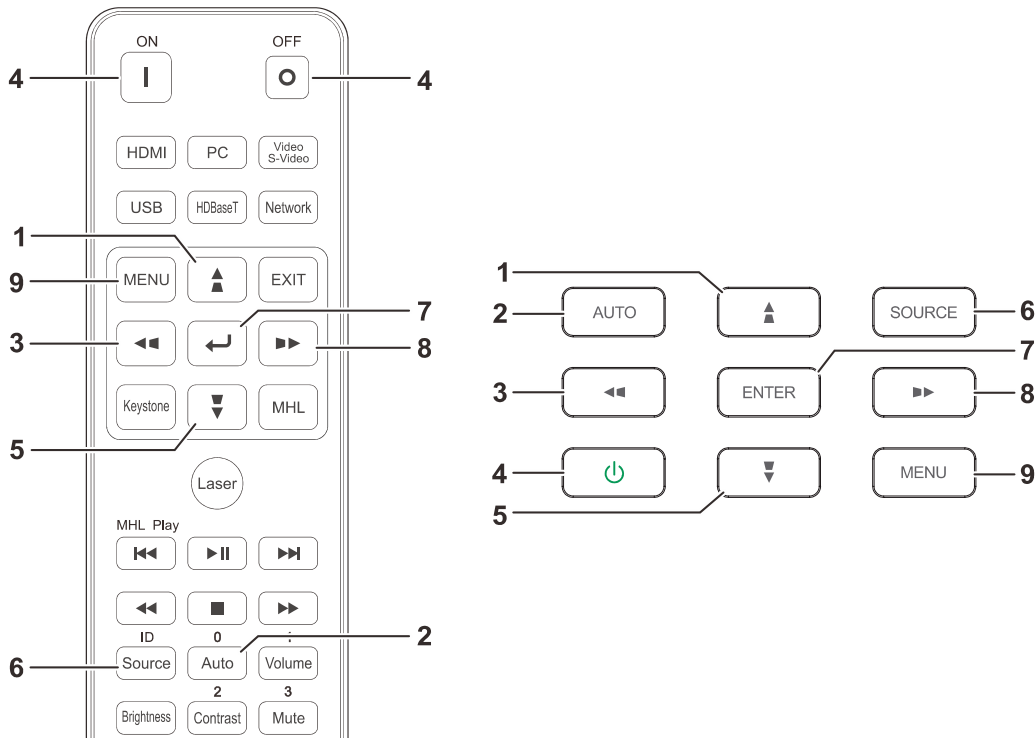 ON OFF
4 I O 4
HDMI PC Video S-Video
USB HDBaseT Network
1
9 MENU EXIT
7
3 8
Keystone MHL
5
Laser
MHL Play
ID 0 :
2
6 Source Auto Volume
2 3
Brightness Contrast Mute
1
2 AUTO SOURCE 6
7
3 ENTER 8
4 MENU 9
5